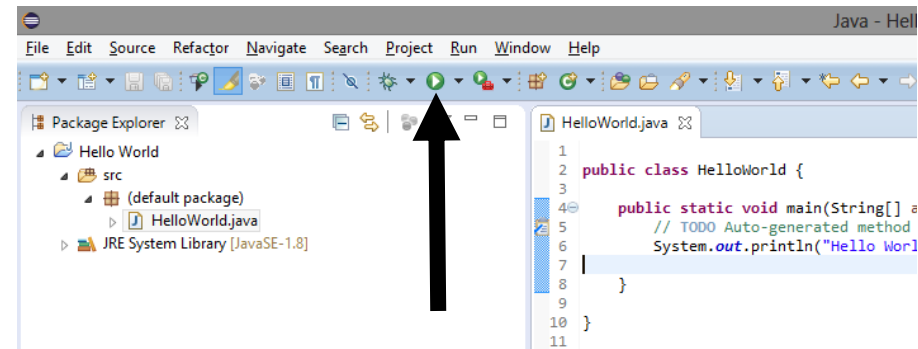 Java - Hell
File Edit Source Refactor Navigate Search Project Run Window Help
Package Explorer
Hello World
src
(default package)
HelloWorld.java
JRE System Library [JavaSE-1.8]
HelloWorld.java
1
2 public class HelloWorld {
3
4 public static void main(String[] a
5 // TODO Auto-generated method
6 System.out.println("Hello Worl
7
8 }
9
10 }
11